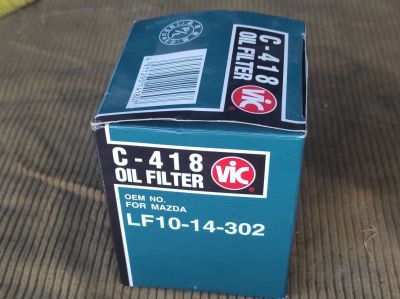 C-418
OIL FILTER
ViC
C-418
OIL FILTER
ViC
®
OEM NO.
FOR MAZDA
LF10-14-302